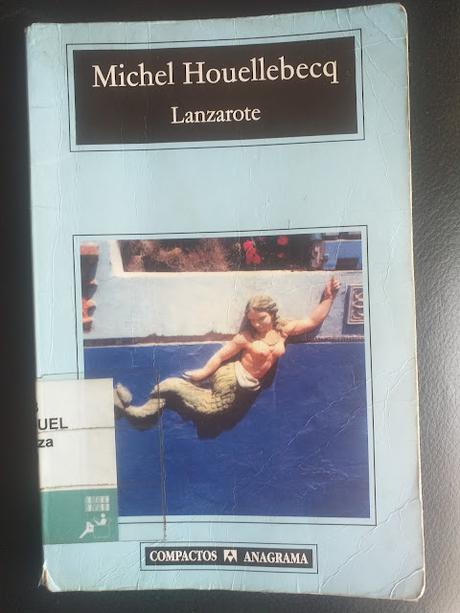 Michel Houellebecq
Lanzarote
UEL
za
COMPACTOS ANAGRAMA